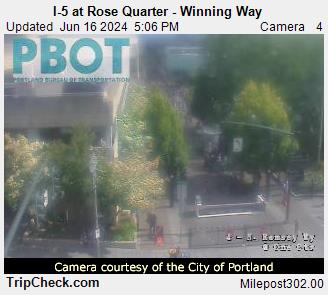 I-5 at Rose Quarter - Winning Way
Updated Jun 16 2024 5:06 PM Camera 4
PBOT
PORTLAND BUREAU OF TRANSPORTATION
Camera courtesy of the City of Portland
TripCheck.com Milepost302.00